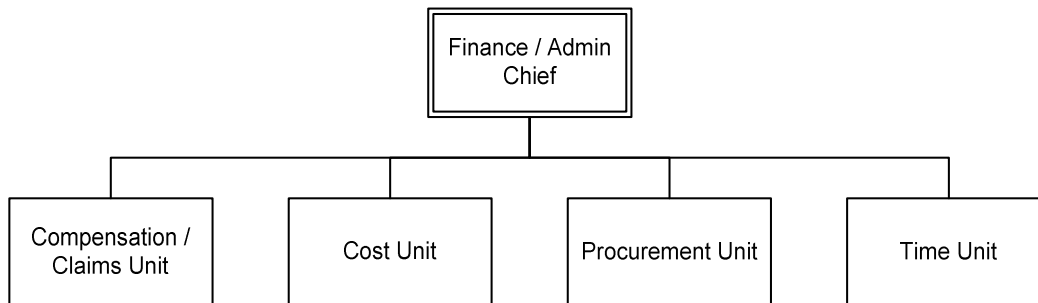 Finance / Admin
Chief
Compensation /
Claims Unit
Cost Unit
Procurement Unit
Time Unit